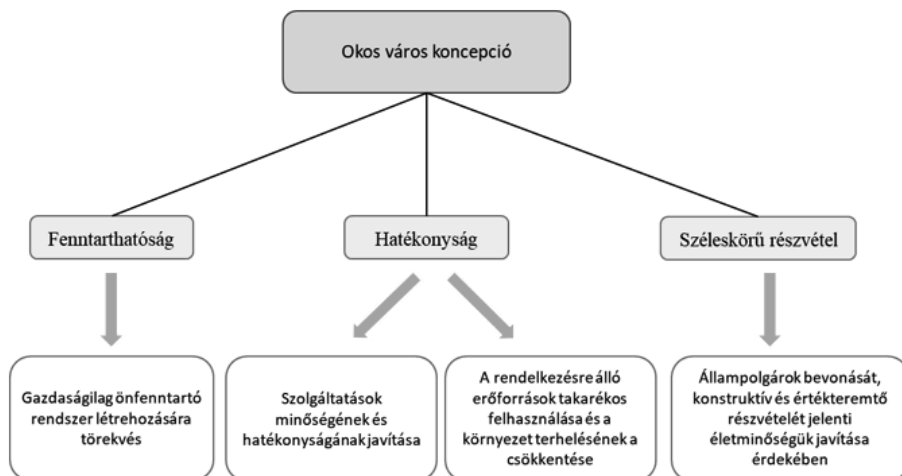 Okos város koncepció
Fenntarthatóság
Hatékonyság
Széleskörű részvétel
Gazdaságilag önfenntartó
rendszer létrehozására
törekvés
Szolgáltatások
minőségének és
hatékonyságának javítása
A rendelkezésre álló
erőforrások takarékos
felhasználása és a
környezet terhelésének a
csökkentése
Állampolgárok bevonását,
konstruktív és értékteremtő
részvételét jelenti
életminőségük javítása
érdekében